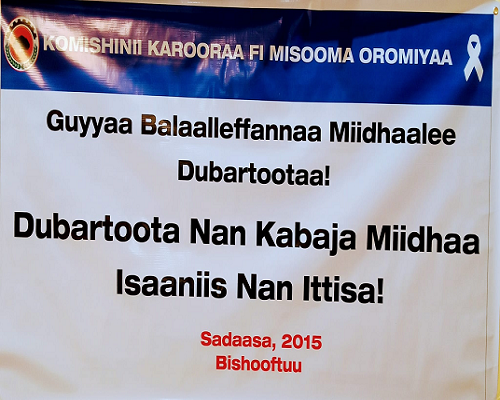 KOMISHINII KAROORAA FI MISOOMA OROMIYAA
Guyyaa Balaalleffannaa Miidhaalee
Dubartootaa!
Dubartoota Nan Kabaja Miidhaa
Isaaniis Nan Ittisa!
Sadaasa, 2015
Bishooftuu